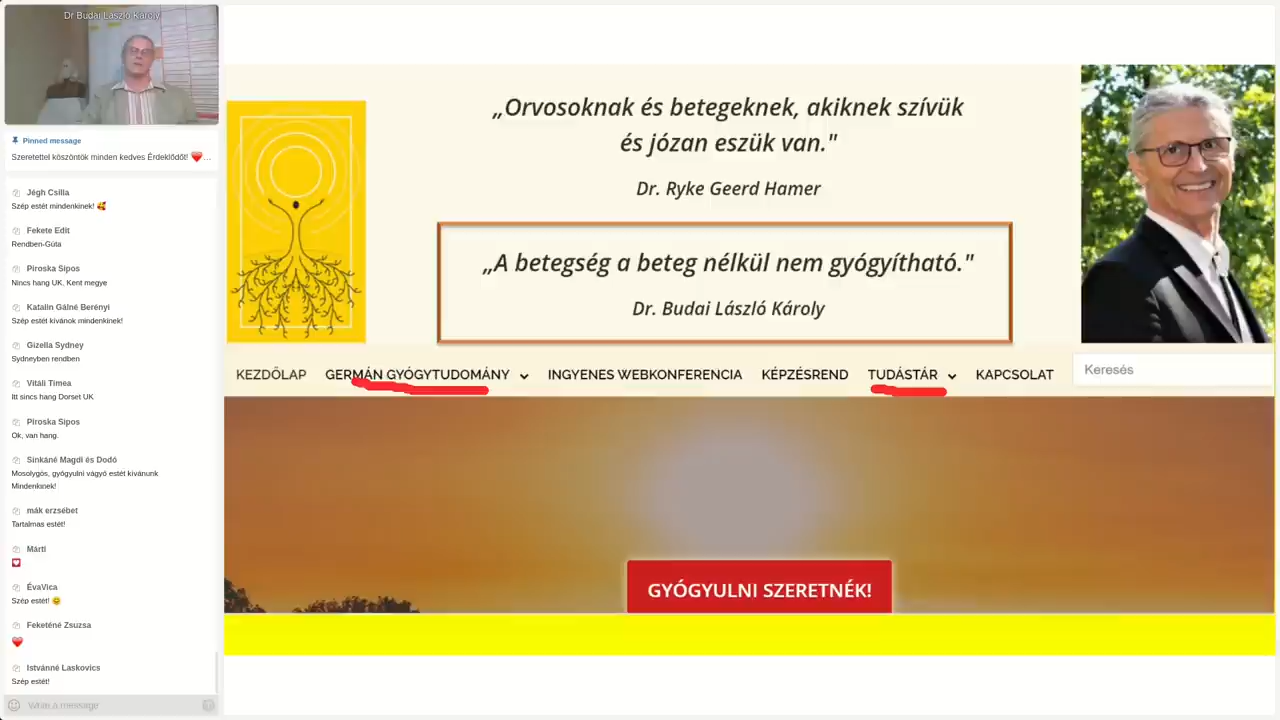 Dr Budai László Károly
Pinned message
Szeretettel köszöntök minden kedves Érdeklődőt! ❤️...
Jégh Csilla
Szép estét mindenkinek! 🥰
Fekete Edit
Rendben-Gúta
Piroska Sipos
Nincs hang UK, Kent megye
Katalin Gálné Berényi
Szép estét kívánok mindenkinek!
Gizella Sydney
Sydneyben rendben
Vitáli Tímea
Itt sincs hang Dorset UK
Piroska Sipos
Ok, van hang.
Sinkáné Magdi és Dodó
Mosolygós, gyógyulni vágyó estét kívánunk
Mindenkinek!
mák erzsébet
Tartalmas estét!
Márti
ÉvaVica
Szép estét! 😊
Feketéné Zsuzsa
❤️
Istvánné Laskovics
Szép estét!
Write a message
„Orvosoknak és betegeknek, akiknek szívük
és józan eszük van."
Dr. Ryke Geerd Hamer
„A betegség a beteg nélkül nem gyógyítható."
Dr. Budai László Károly
KEZDŐLAP GERMÁN GYÓGYTUDOMÁNY INGYENES WEBKONFERENCIA KÉPZÉSREND TUDÁSTÁR KAPCSOLAT Keresés
GYÓGYULNI SZERETNÉK!